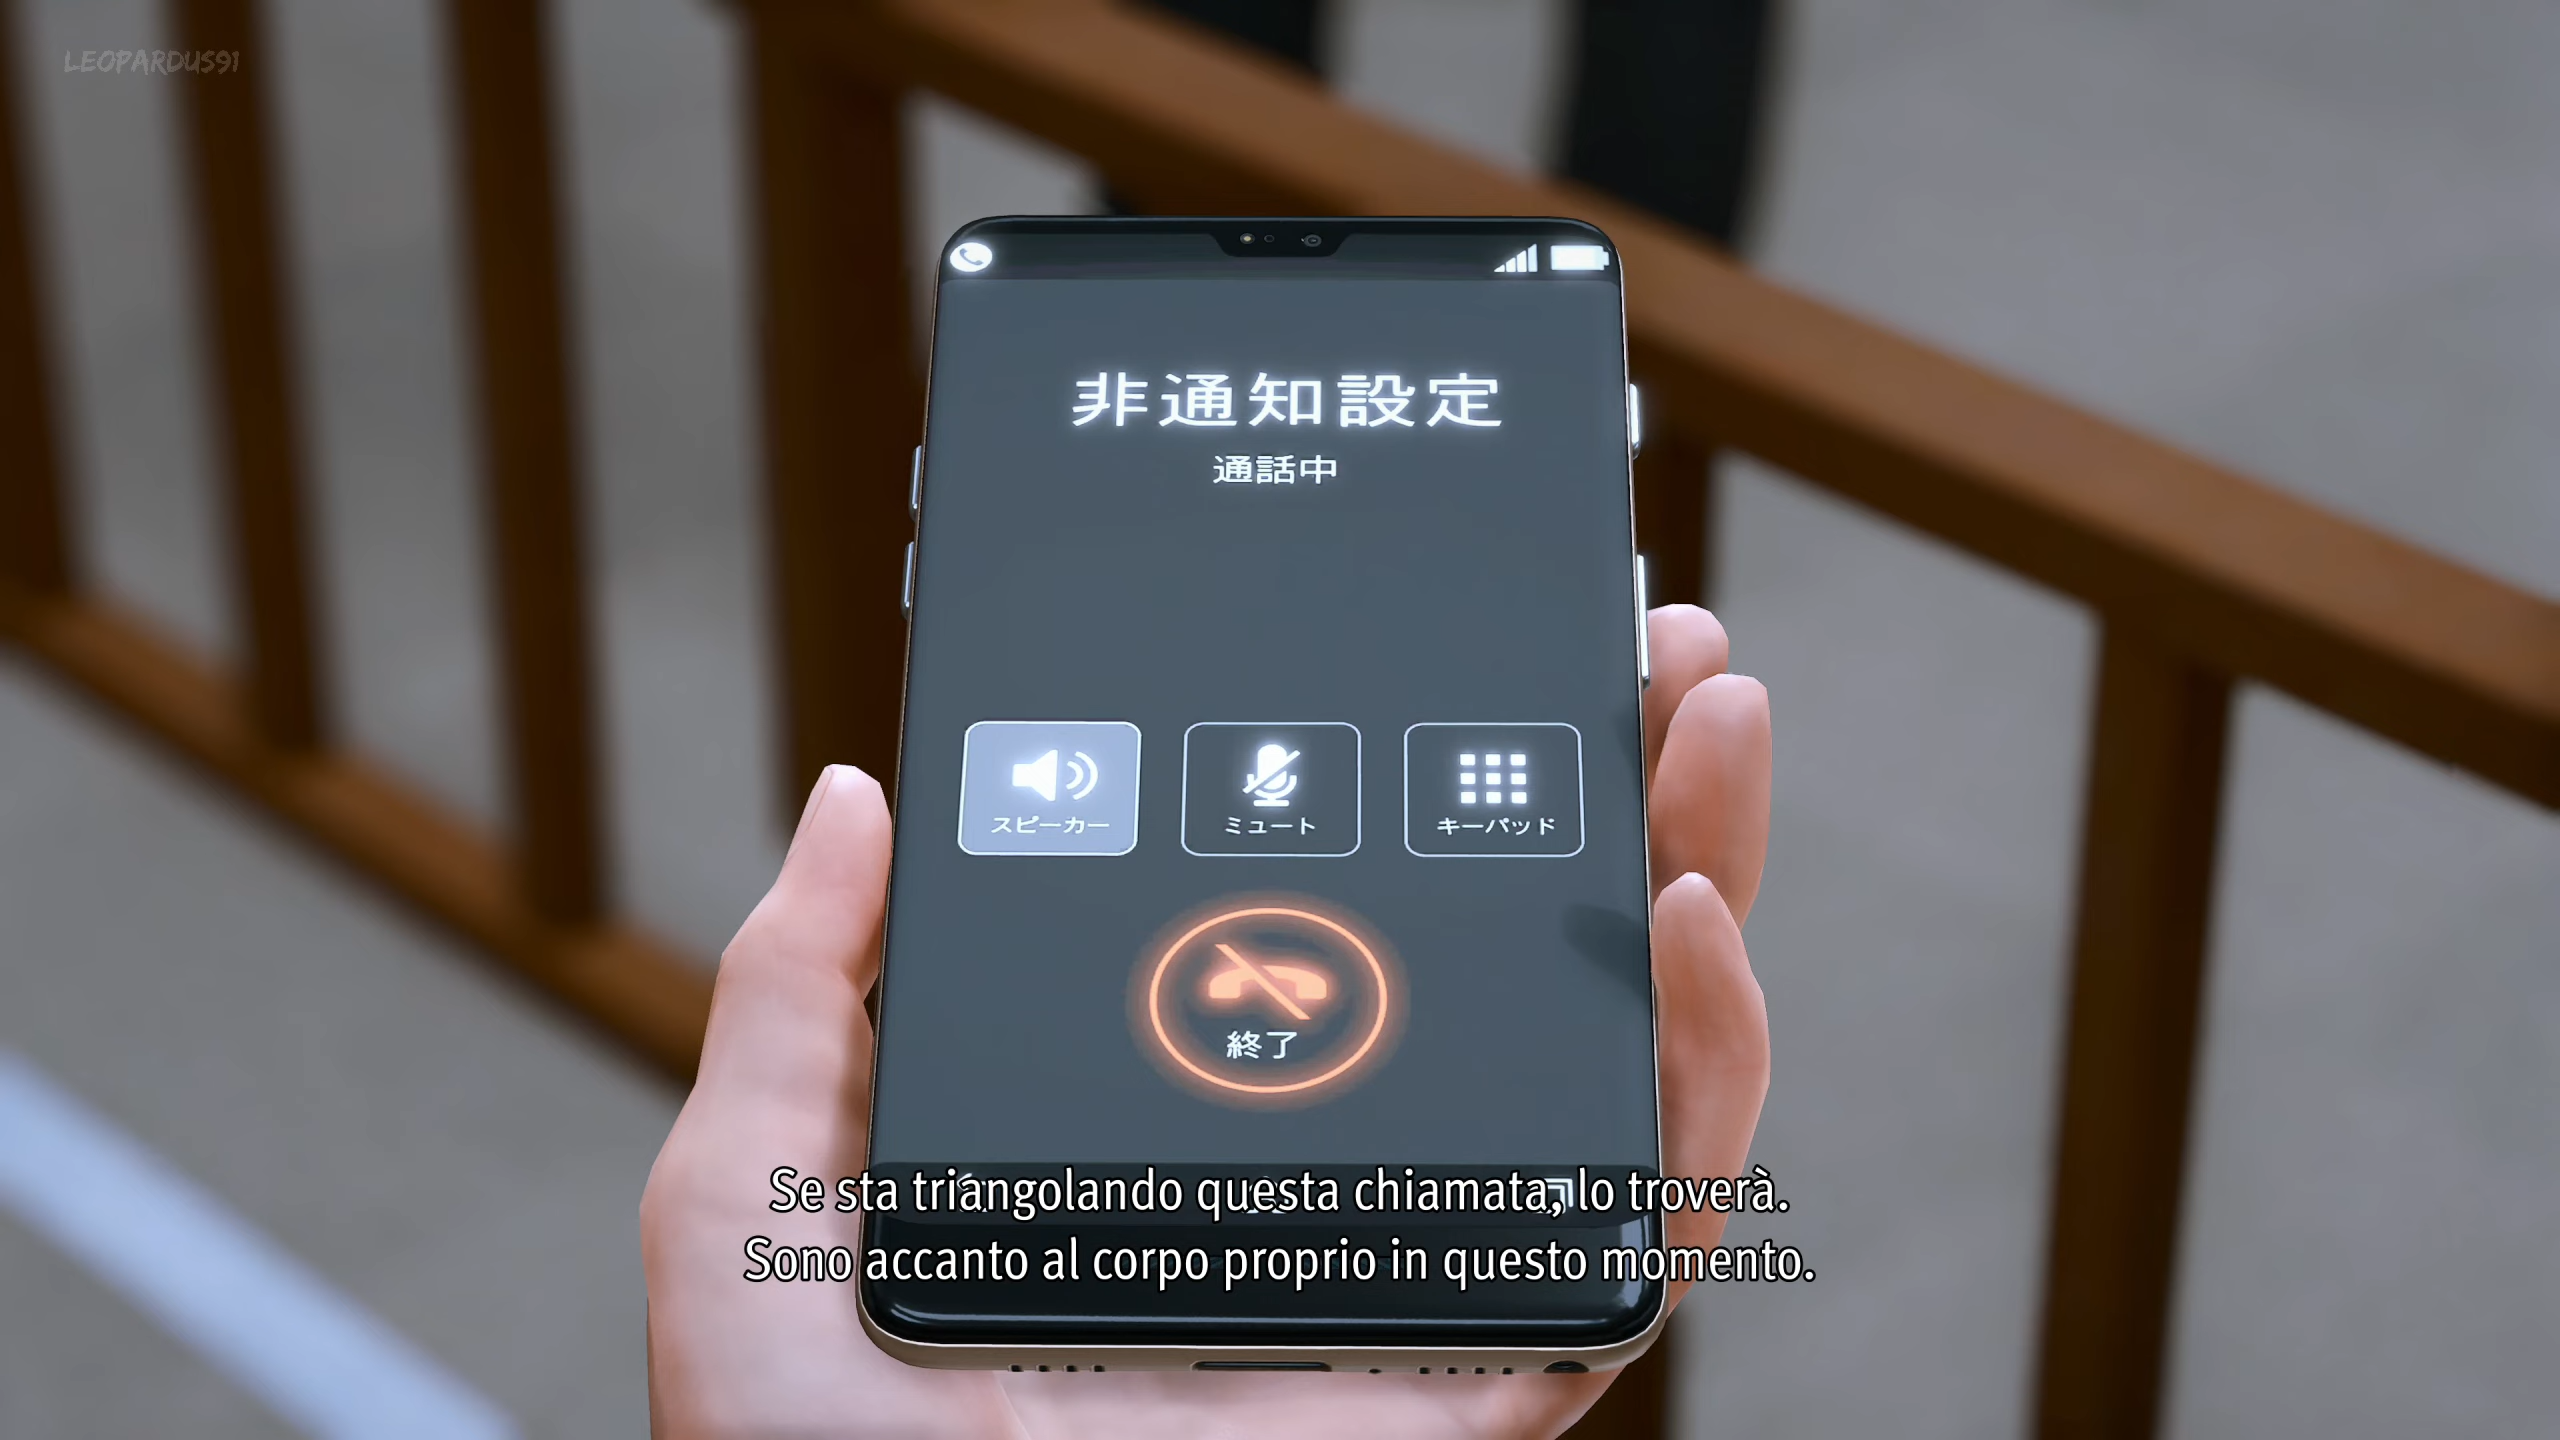 LEOPARDUS91
非通知設定
通話中
スピーカー
ミュート
キーパッド
終了
Se sta triangolando questa chiamata, lo troverà.
Sono accanto al corpo proprio in questo momento.